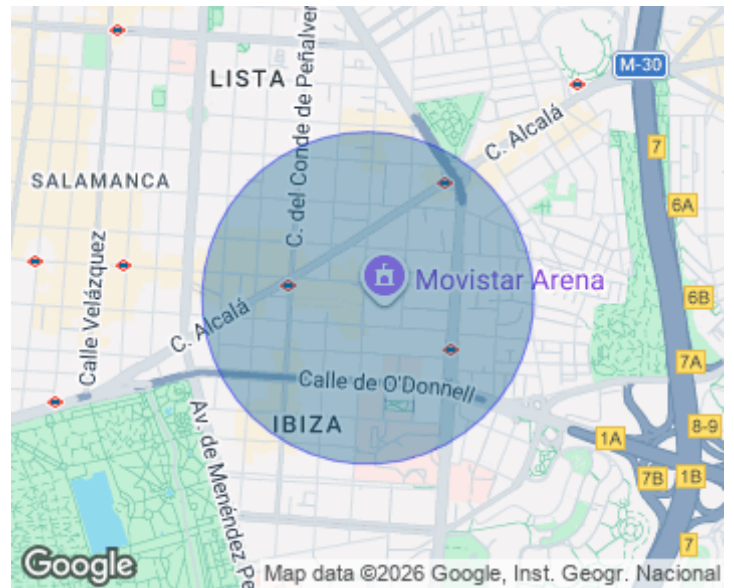 M-30
LISTA
C. del Conde de Peñalver
C. Alcalá
7
SALAMANCA
6A
Calle Velázquez
Movistar Arena
6B
C. Alcalá
7A
Calle de O'Donnell
IBIZA
1A
8-9
Av. de Menéndez Pe
7B
1B
7
Google
Map data ©2026 Google, Inst. Geogr. Nacional